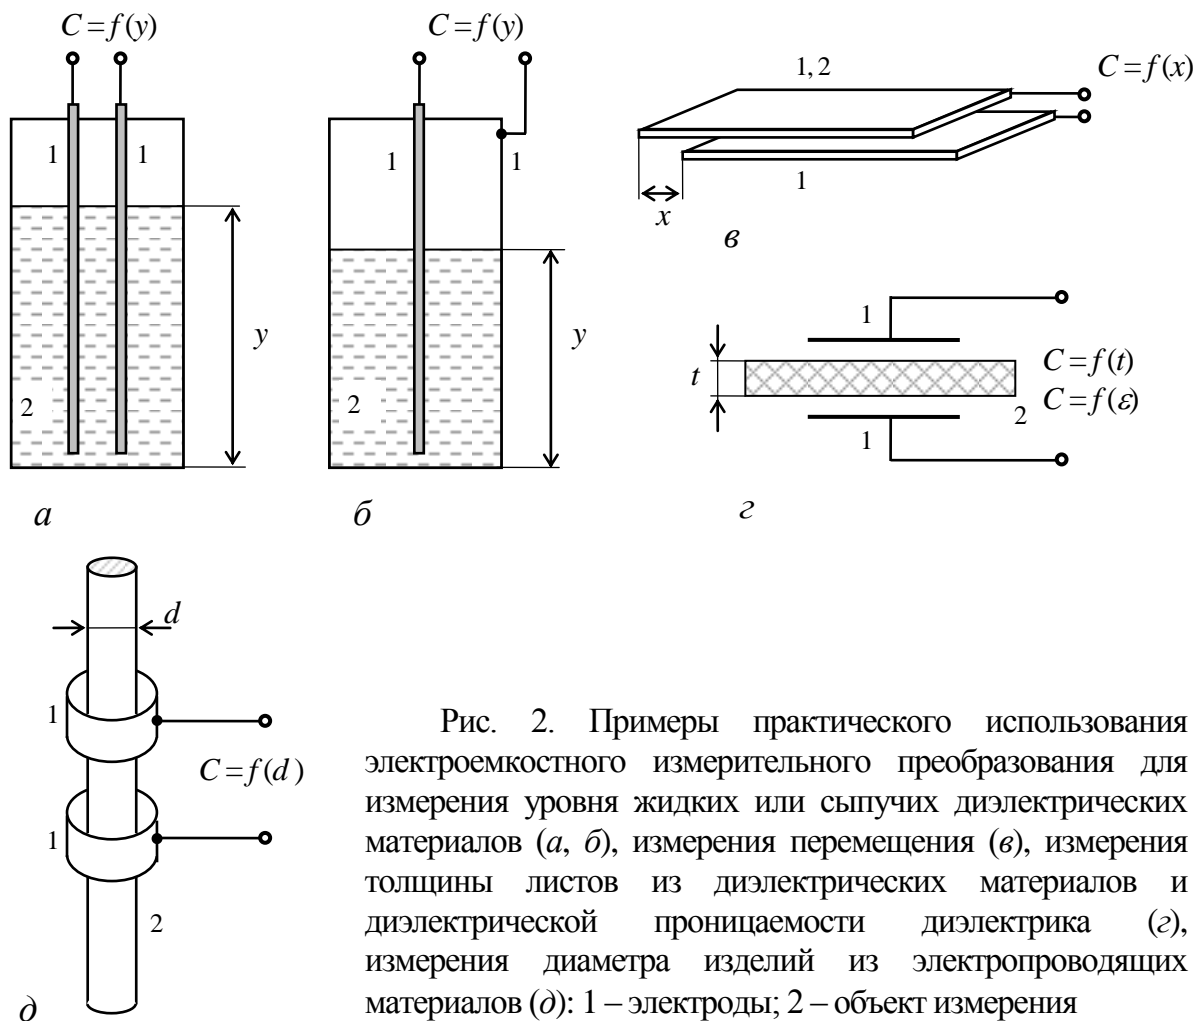 C = f(y)
C = f(y)
1, 2
C = f(x)
1
1
1
1
1
x
в
y
y
1
t
C = f(t)
C = f(ε)
2
2
2
1
а
б
г
d
1
C = f(d)
1
2
д
Рис. 2. Примеры практического использования
электроемкостного измерительного преобразования для
измерения уровня жидких или сыпучих диэлектрических
материалов (а, б), измерения перемещения (в), измерения
толщины листов из диэлектрических материалов и
диэлектрической проницаемости диэлектрика (г),
измерения диаметра изделий из электропроводящих
материалов (д): 1 – электроды; 2 – объект измерения